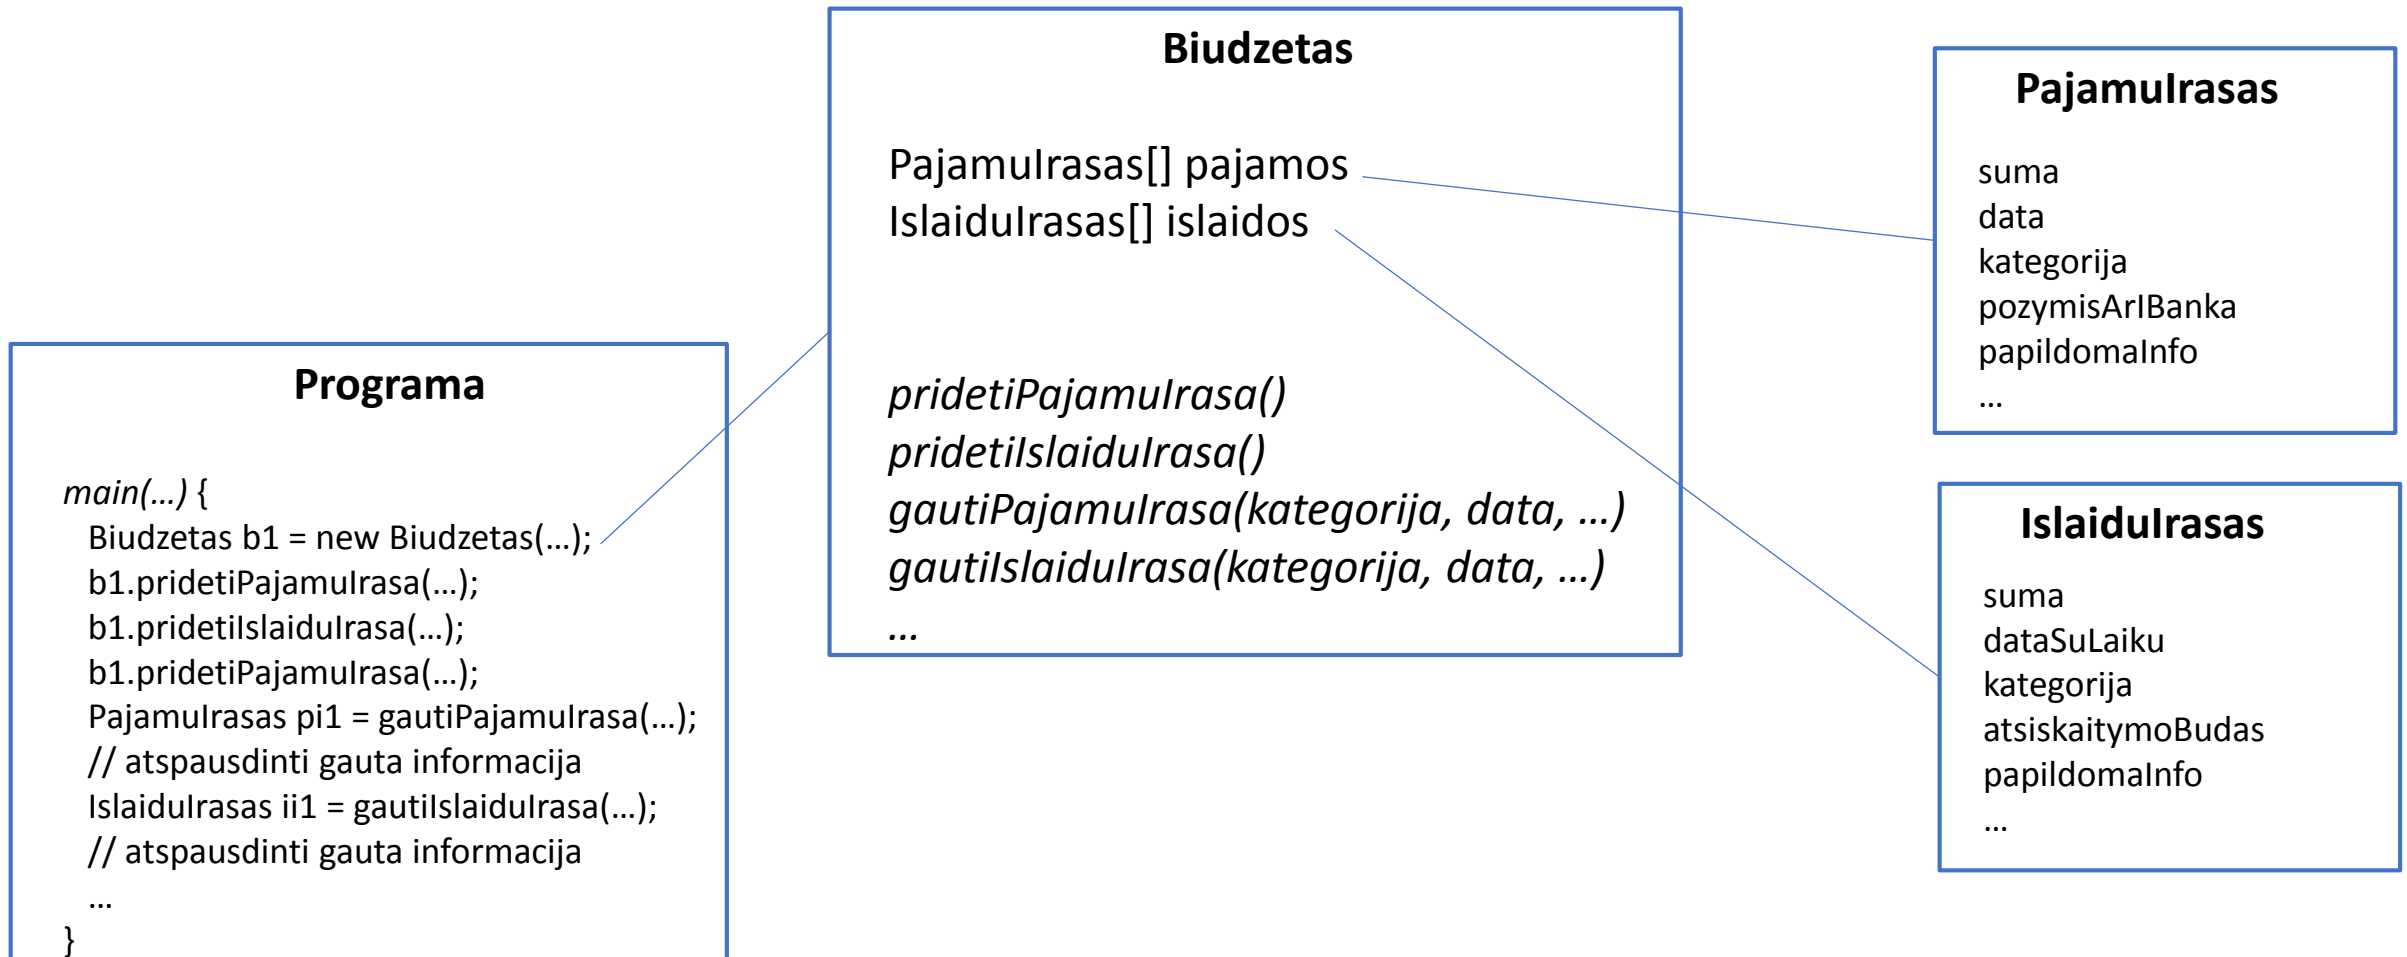 Biudzetas
PajamuIrasas[] pajamos
IslaiduIrasas[] islaidos
pridetiPajamuIrasa()
pridetiIslaiduIrasa()
gautiPajamuIrasa(kategorija, data, …)
gautiIslaiduIrasa(kategorija, data, …)
…
PajamuIrasas
suma
data
kategorija
pozymisArIBanka
papildomaInfo
…
Programa
main(…) {
Biudzetas b1 = new Biudzetas(…);
b1.pridetiPajamuIrasa(…);
b1.pridetiIslaiduIrasa(…);
b1.pridetiPajamuIrasa(…);
PajamuIrasas pi1 = gautiPajamuIrasa(…);
// atspausdinti gauta informacija
IslaiduIrasas ii1 = gautiIslaiduIrasa(…);
// atspausdinti gauta informacija
…
}
IslaiduIrasas
suma
dataSuLaiku
kategorija
atsiskaitymoBudas
papildomaInfo
…